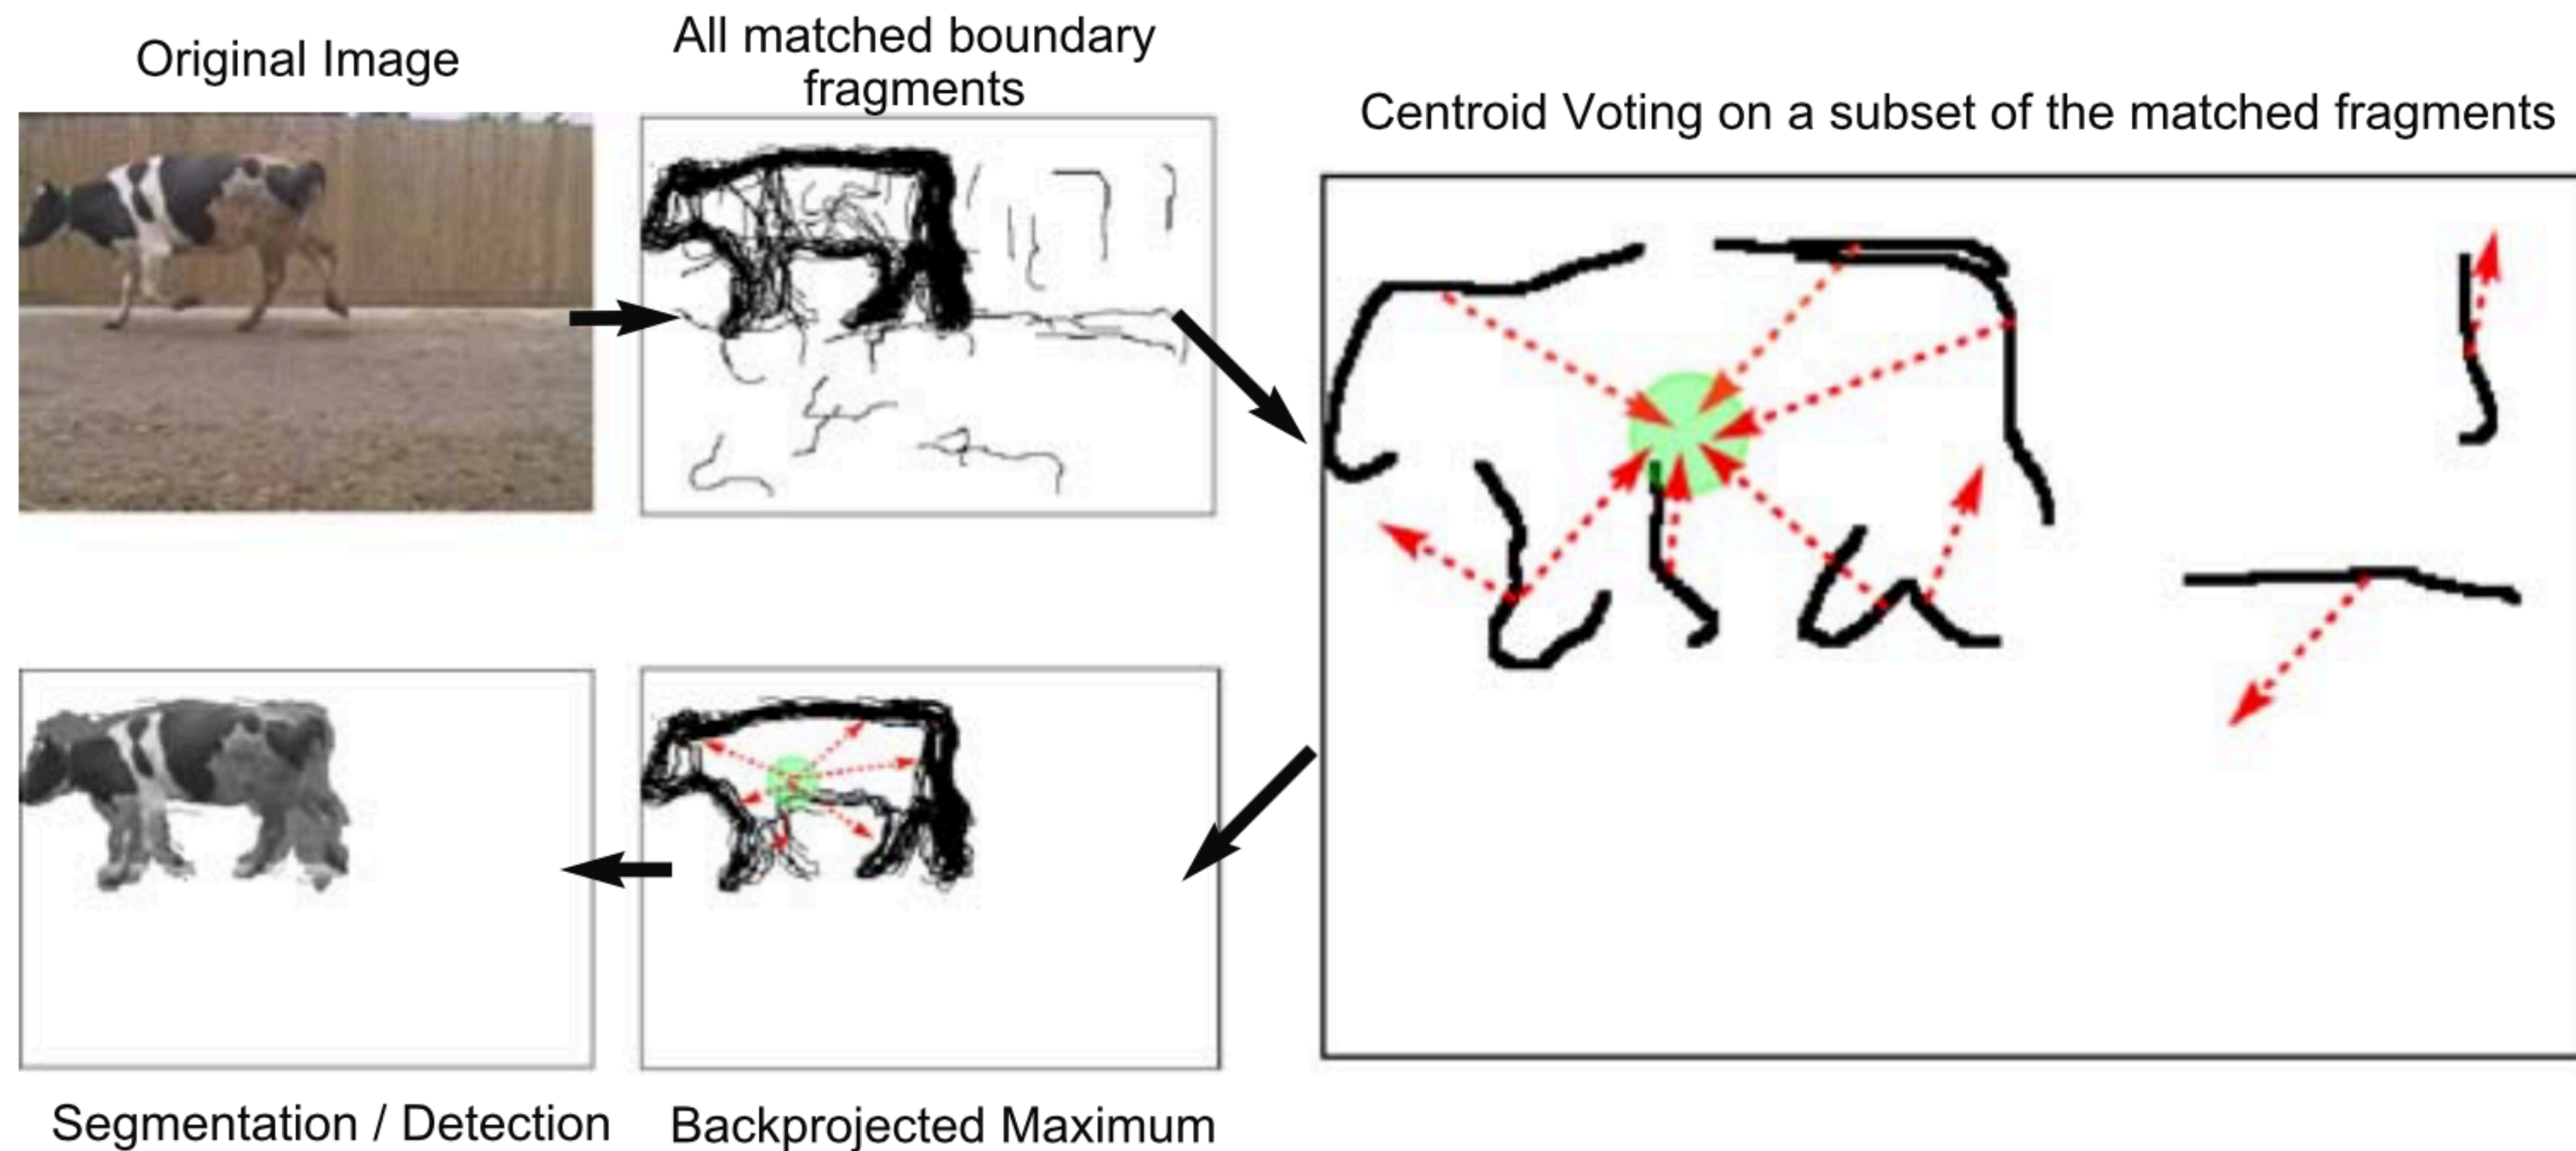 Original Image
All matched boundary
fragments
Centroid Voting on a subset of the matched fragments
Segmentation / Detection
Backprojected Maximum